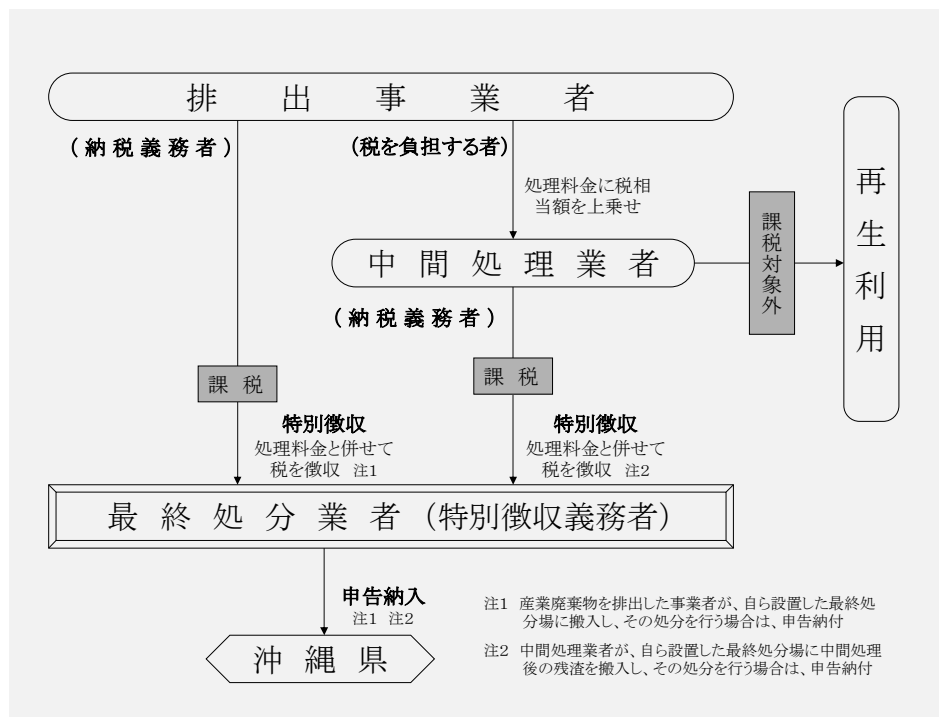 排出事業者
(納税義務者)
(税を負担する者)
処理料金に税相
当額を上乗せ
中間処理業者
(納税義務者)
課税対象外
再生利用
課税
課税
特別徴収
処理料金と併せて
税を徴収 注1
特別徴収
処理料金と併せて
税を徴収 注2
最終処分業者(特別徴収義務者)
申告納入
注1 注2
沖縄県
注1 産業廃棄物を排出した事業者が、自ら設置した最終処
分場に搬入し、その処分を行う場合は、申告納付
注2 中間処理業者が、自ら設置した最終処分場に中間処理
後の残渣を搬入し、その処分を行う場合は、申告納付